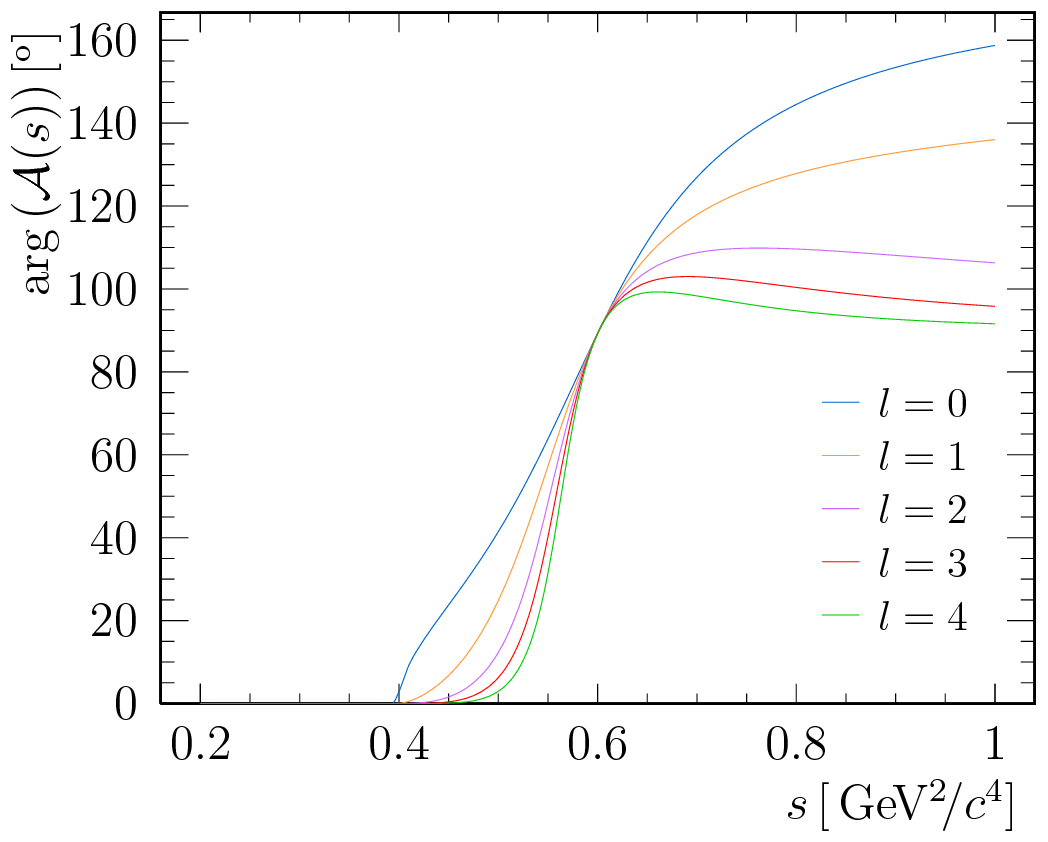 arg (𝒜(s)) [°]
160
140
120
100
80
60
40
20
0
l = 0
l = 1
l = 2
l = 3
l = 4
0.2 0.4 0.6 0.8 1
s [ GeV²/c⁴]